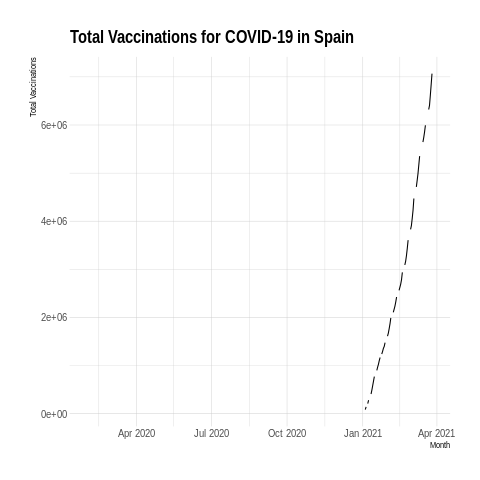 Total Vaccinations for COVID-19 in Spain
Total Vaccinations
6e+06
4e+06
2e+06
0e+00
Apr 2020 Jul 2020 Oct 2020 Jan 2021 Apr 2021
Month